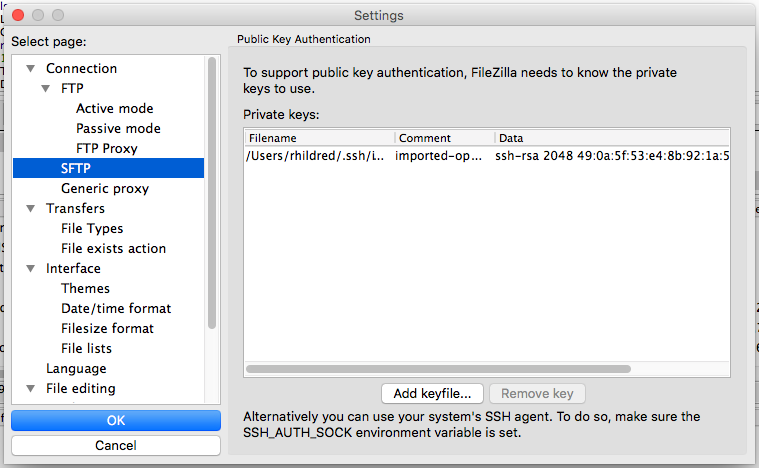 Settings
Select page:
Connection
FTP
Active mode
Passive mode
FTP Proxy
SFTP
Generic proxy
Transfers
File Types
File exists action
Interface
Themes
Date/time format
Filesize format
File lists
Language
File editing
OK
Cancel
Public Key Authentication
To support public key authentication, FileZilla needs to know the private
keys to use.
Private keys:
Filename Comment Data
/Users/rhildred/.ssh/i... imported-op... ssh-rsa 2048 49:0a:5f:53:e4:8b:92:1a:5
Add keyfile... Remove key
Alternatively you can use your system's SSH agent. To do so, make sure the
SSH_AUTH_SOCK environment variable is set.